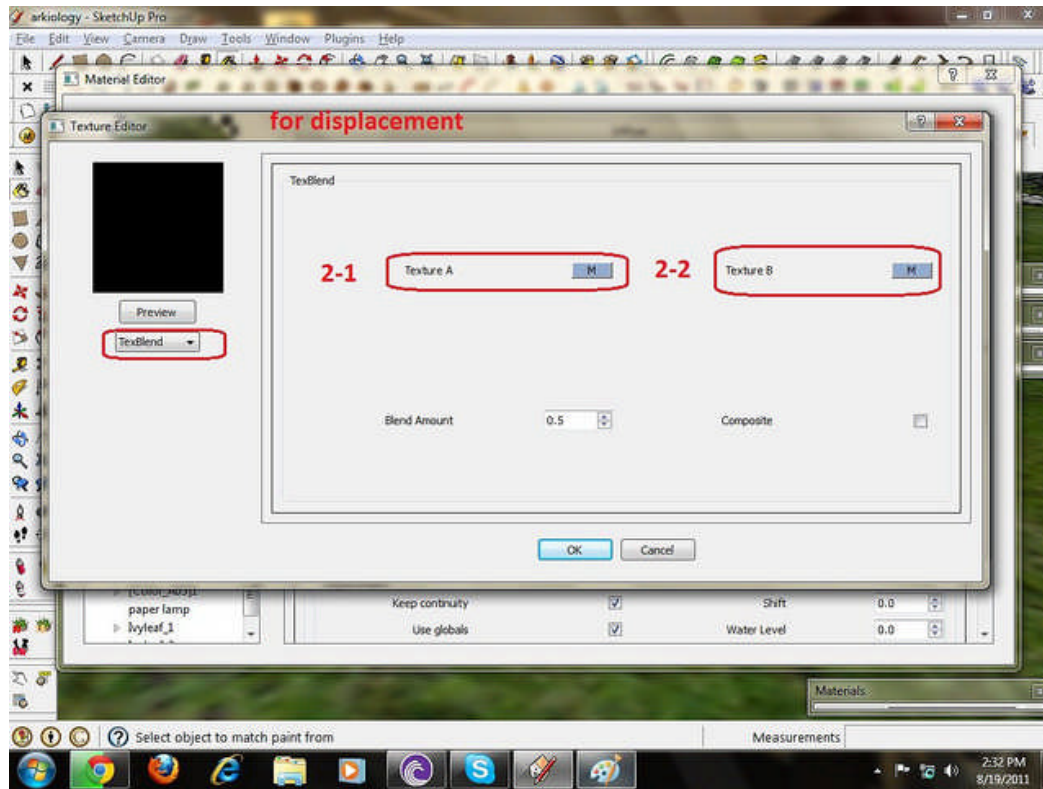 arkiology - SketchUp Pro
File Edit View Camera Draw Tools Window Plugins Help
Material Editor
Texture Editor
for displacement
TexBlend
2-1
Texture A
M
2-2
Texture B
M
Preview
TexBlend
Blend Amount
0.5
Composite
OK
Cancel
Keep continuity
Shift
0.0
paper lamp
Ivyleaf_1
Use globals
Water Level
0.0
Materials
Select object to match paint from
Measurements
2:32 PM
8/19/2011